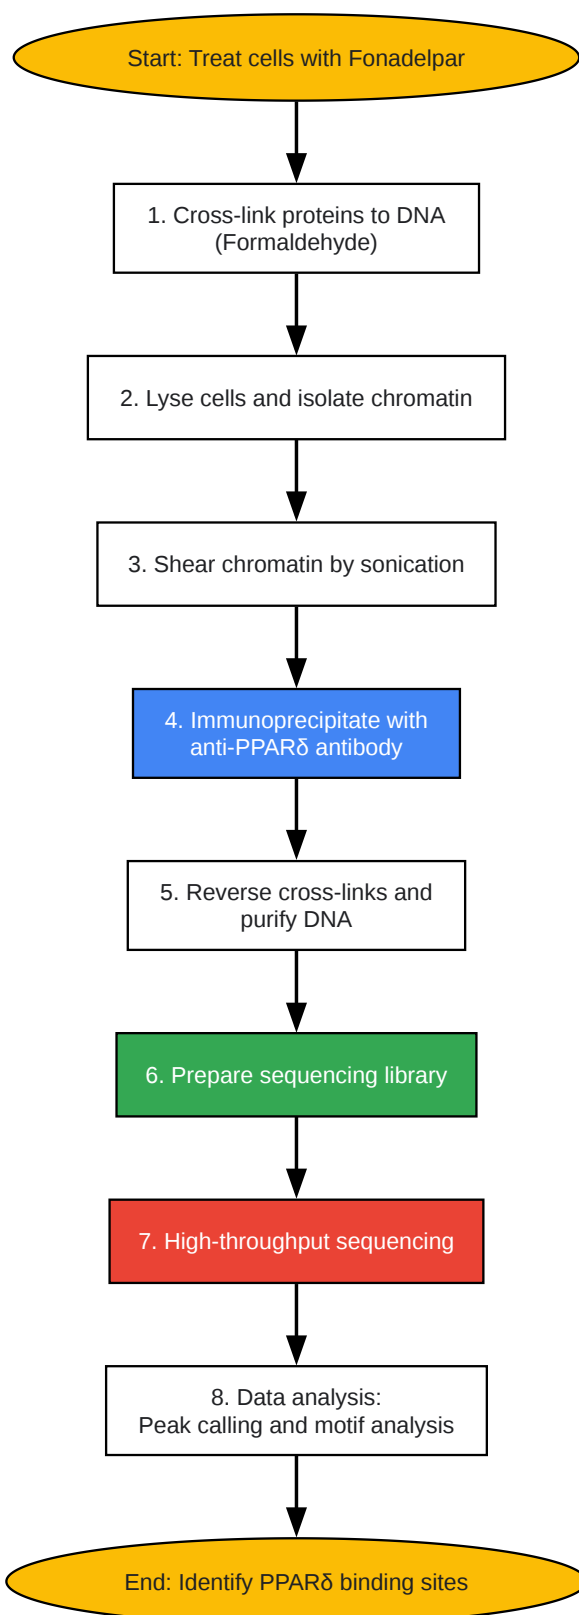 Start: Treat cells with Fonadelpar
1. Cross-link proteins to DNA
(Formaldehyde)
2. Lyse cells and isolate chromatin
3. Shear chromatin by sonication
4. Immunoprecipitate with
anti-PPARδ antibody
5. Reverse cross-links and
purify DNA
6. Prepare sequencing library
7. High-throughput sequencing
8. Data analysis:
Peak calling and motif analysis
End: Identify PPARδ binding sites